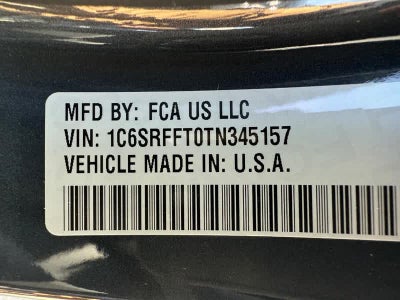 MFD BY: FCA US LLC
VIN: 1C6SRFFT0TN345157
VEHICLE MADE IN: U.S.A.